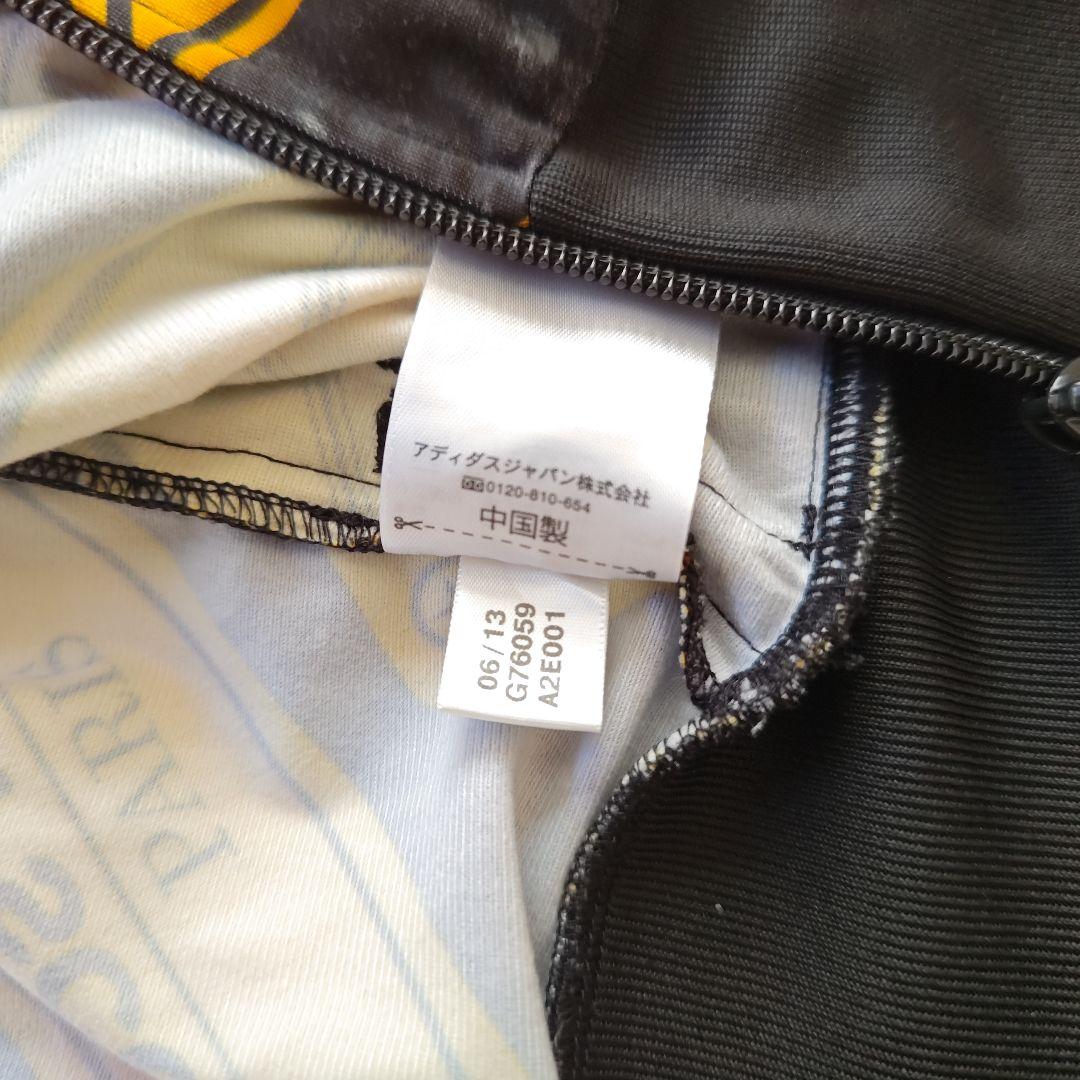 アディダスジャパン株式会社
0120-810-654
中国製
06/13
G76059
A2E001
PARIS